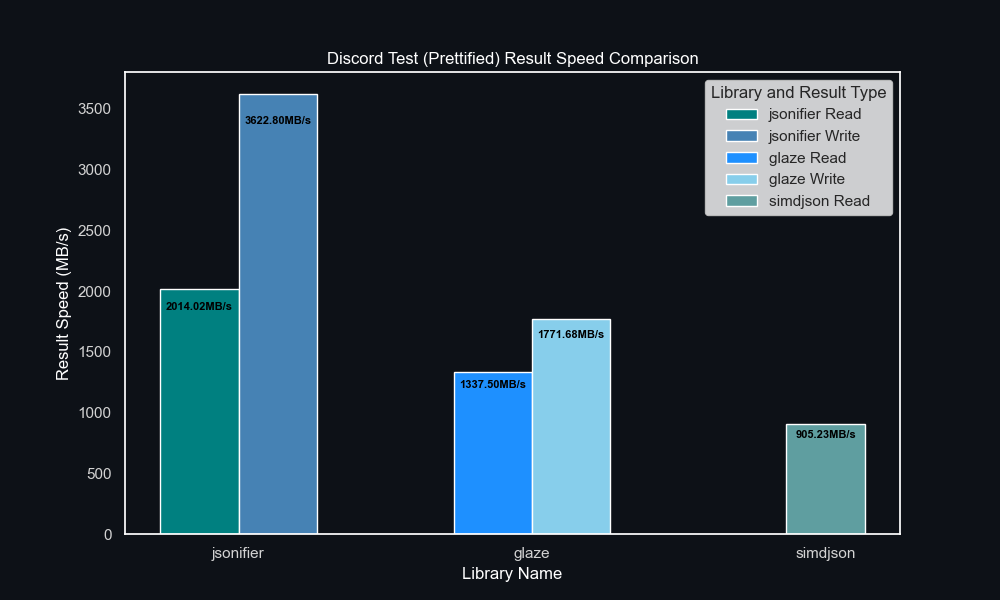 Discord Test (Prettified) Result Speed Comparison
Library and Result Type
jsonifier Read
jsonifier Write
glaze Read
glaze Write
simdjson Read
Result Speed (MB/s)
3500
3000
2500
2000
1500
1000
500
0
3622.80MB/s
2014.02MB/s
1771.68MB/s
1337.50MB/s
905.23MB/s
jsonifier
glaze
simdjson
Library Name